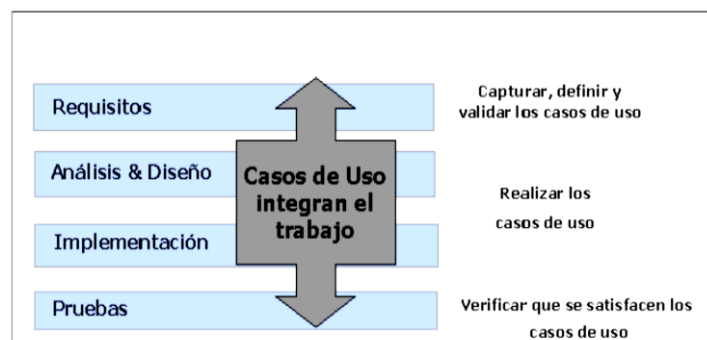 Requisitos
Capturar, definir y
validar los casos de uso
Análisis & Diseño
Casos de Uso
integran el
trabajo
Realizar los
casos de uso
Implementación
Pruebas
Verificar que se satisfacen los
casos de uso